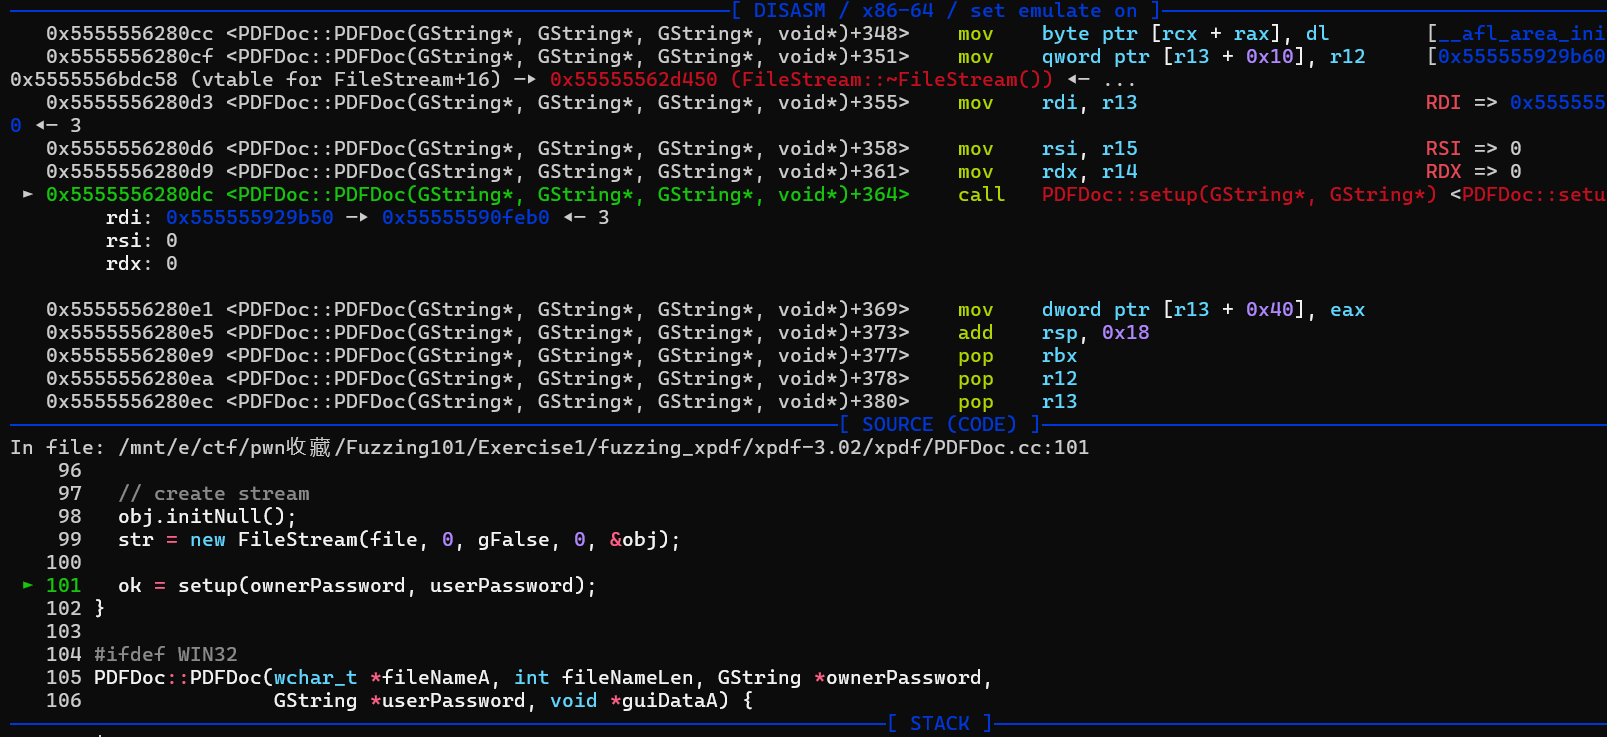 [ DISASM / x86-64 / set emulate on ]
0x5555556280cc <PDFDoc::PDFDoc(GString*, GString*, GString*, void*)+348> mov byte ptr [rcx + rax], dl [__afl_area_ini
0x5555556280cf <PDFDoc::PDFDoc(GString*, GString*, GString*, void*)+351> mov qword ptr [r13 + 0x10], r12 [0x555555929b60
0x5555556bdc58 (vtable for FileStream+16) —▸ 0x55555562d450 (FileStream::~FileStream()) ◂— ...
0x5555556280d3 <PDFDoc::PDFDoc(GString*, GString*, GString*, void*)+355> mov rdi, r13 RDI => 0x555555
0 ◂— 3
0x5555556280d6 <PDFDoc::PDFDoc(GString*, GString*, GString*, void*)+358> mov rsi, r15 RSI => 0
0x5555556280d9 <PDFDoc::PDFDoc(GString*, GString*, GString*, void*)+361> mov rdx, r14 RDX => 0
► 0x5555556280dc <PDFDoc::PDFDoc(GString*, GString*, GString*, void*)+364> call PDFDoc::setup(GString*, GString*) <PDFDoc::setu
rdi: 0x555555929b50 —▸ 0x55555590feb0 ◂— 3
rsi: 0
rdx: 0
0x5555556280e1 <PDFDoc::PDFDoc(GString*, GString*, GString*, void*)+369> mov dword ptr [r13 + 0x40], eax
0x5555556280e5 <PDFDoc::PDFDoc(GString*, GString*, GString*, void*)+373> add rsp, 0x18
0x5555556280e9 <PDFDoc::PDFDoc(GString*, GString*, GString*, void*)+377> pop rbx
0x5555556280ea <PDFDoc::PDFDoc(GString*, GString*, GString*, void*)+378> pop r12
0x5555556280ec <PDFDoc::PDFDoc(GString*, GString*, GString*, void*)+380> pop r13
[ SOURCE (CODE) ]
In file: /mnt/e/ctf/pwn收藏/Fuzzing101/Exercise1/fuzzing_xpdf/xpdf-3.02/xpdf/PDFDoc.cc:101
96
97 // create stream
98 obj.initNull();
99 str = new FileStream(file, 0, gFalse, 0, &obj);
100
► 101 ok = setup(ownerPassword, userPassword);
102 }
103
104 #ifdef WIN32
105 PDFDoc::PDFDoc(wchar_t *fileNameA, int fileNameLen, GString *ownerPassword,
106 GString *userPassword, void *guiDataA) {
[ STACK ]